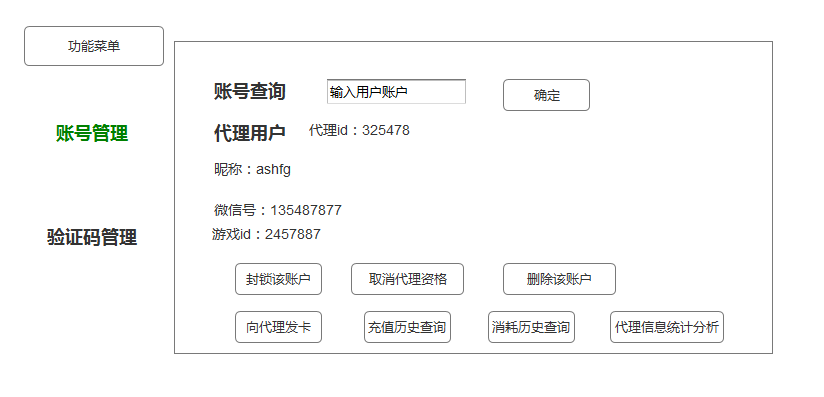 功能菜单
账号管理
验证码管理
账号查询 输入用户账户 确定
代理用户 代理id：325478
昵称：ashfg
微信号：135487877
游戏id：2457887
封锁该账户 取消代理资格 删除该账户
向代理发卡 充值历史查询 消耗历史查询 代理信息统计分析